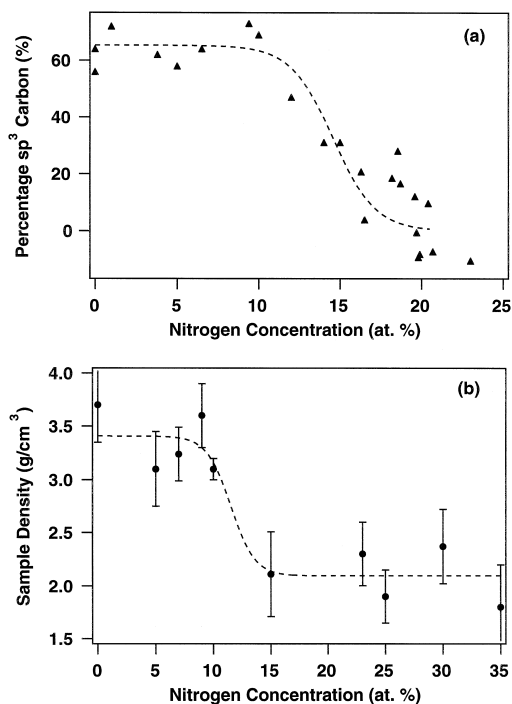 (a)
Percentage sp³ Carbon (%)
60
40
20
0
0 5 10 15 20 25
Nitrogen Concentration (at. %)
(b)
Sample Density (g/cm³)
4.0
3.5
3.0
2.5
2.0
1.5
0 5 10 15 20 25 30 35
Nitrogen Concentration (at. %)